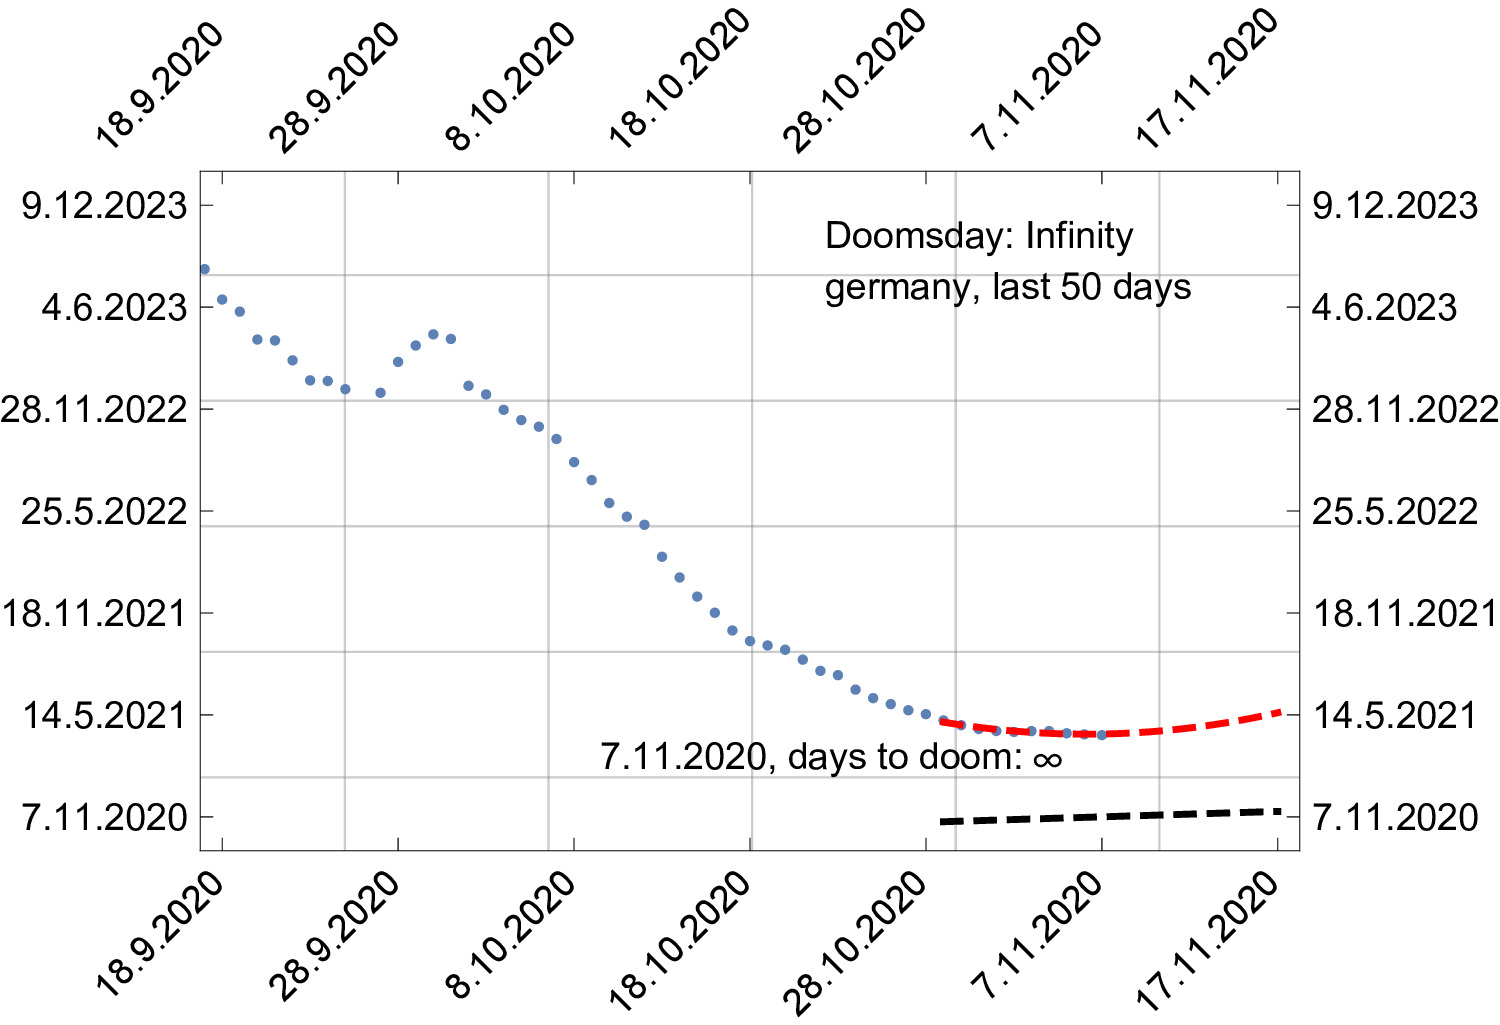 18.9.2020 28.9.2020 8.10.2020 18.10.2020 28.10.2020 7.11.2020 17.11.2020
9.12.2023 9.12.2023
Doomsday: Infinity
germany, last 50 days
4.6.2023 4.6.2023
28.11.2022 28.11.2022
25.5.2022 25.5.2022
18.11.2021 18.11.2021
14.5.2021 14.5.2021
7.11.2020, days to doom: ∞
7.11.2020 7.11.2020
18.9.2020 28.9.2020 8.10.2020 18.10.2020 28.10.2020 7.11.2020 17.11.2020